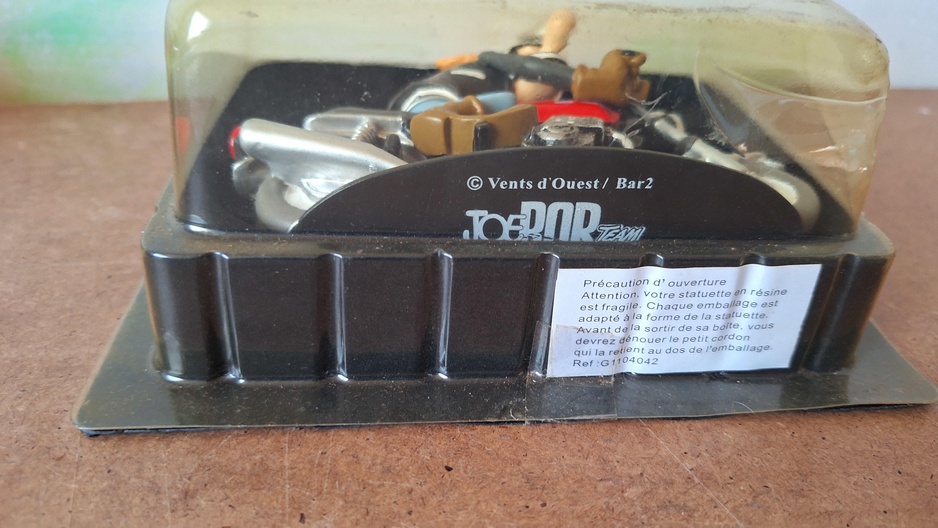 © Vents d'Ouest / Bar2
JOE BAR TEAM
Précaution d' ouverture
Attention, votre statuette en résine
est fragile. Chaque emballage est
adapté à la forme de la statuette.
Avant de la sortir de sa boîte, vous
devrez dénouer le petit cordon
qui la retient au dos de l'emballage.
Ref :G1104042